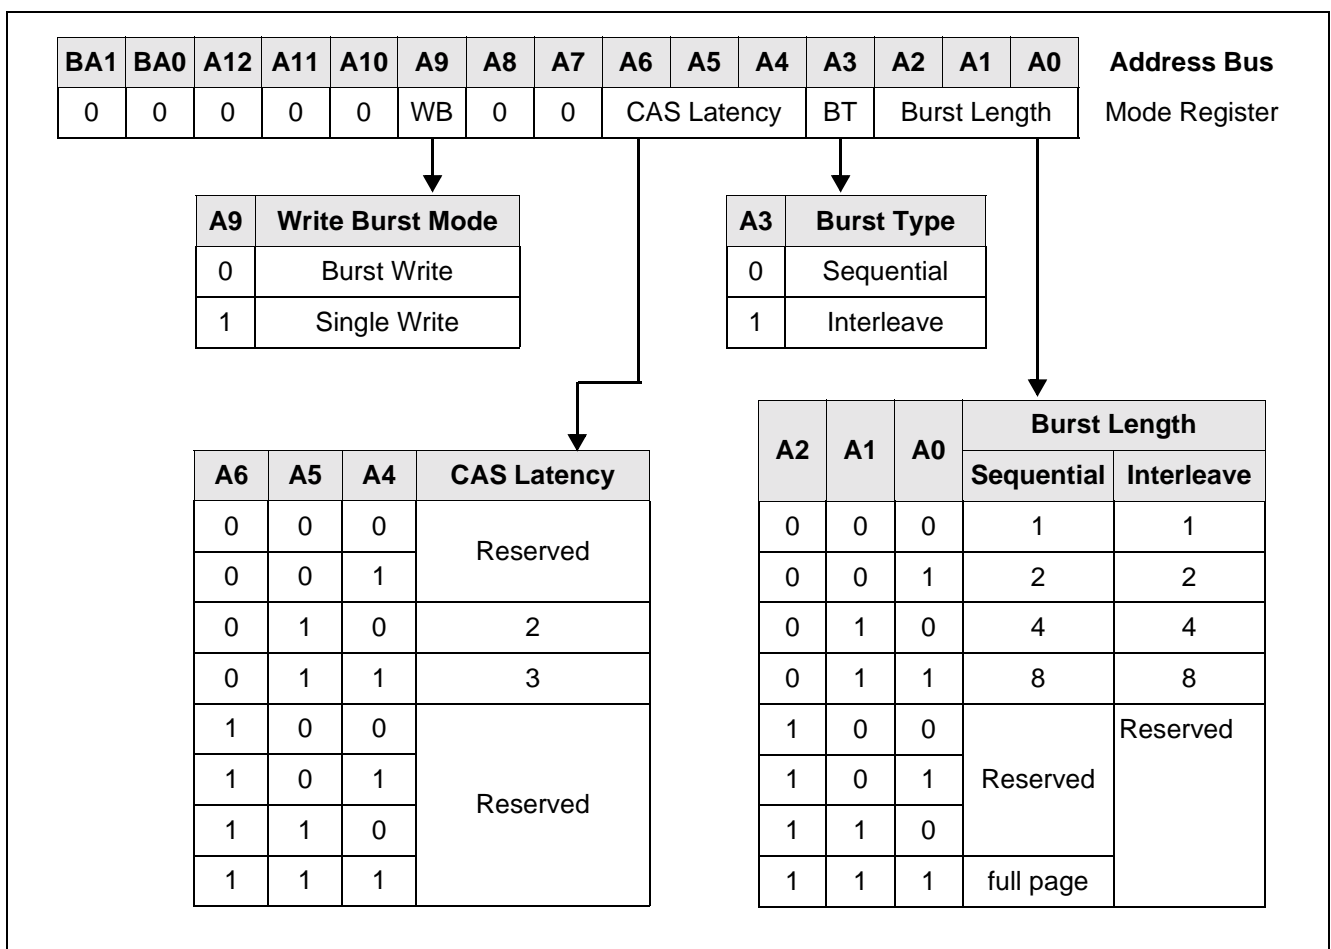 BA1 BA0 A12 A11 A10 A9 A8 A7 A6 A5 A4 A3 A2 A1 A0 Address Bus
0 0 0 0 0 WB 0 0 CAS Latency BT Burst Length Mode Register
A9 Write Burst Mode
0 Burst Write
1 Single Write
A3 Burst Type
0 Sequential
1 Interleave
A6 A5 A4 CAS Latency
0 0 0 Reserved
0 0 1
0 1 0 2
0 1 1 3
1 0 0 Reserved
1 0 1
1 1 0
1 1 1
A2 A1 A0 Burst Length
Sequential Interleave
0 0 0 1 1
0 0 1 2 2
0 1 0 4 4
0 1 1 8 8
1 0 0 Reserved
1 0 1 Reserved
1 1 0
1 1 1 full page